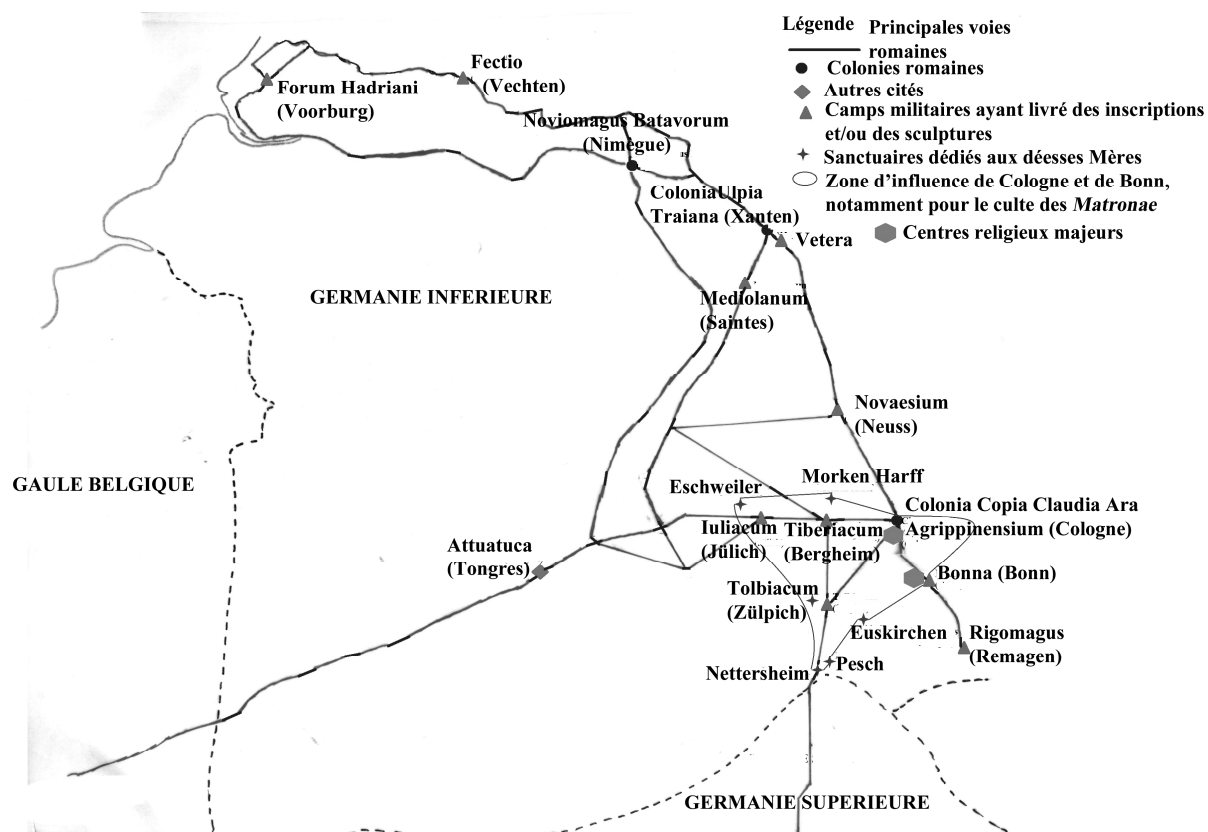 Légende
Principales voies
romaines
Colonies romaines
Autres cités
Camps militaires ayant livré des inscriptions
et/ou des sculptures
Sanctuaires dédiés aux déesses Mères
Zone d'influence de Cologne et de Bonn,
notamment pour le culte des Matronae
Centres religieux majeurs
Fectio
(Vechten)
Forum Hadriani
(Voorburg)
Noviomagus Batavorum
(Nimègue)
ColoniaUlpia
Traiana (Xanten)
Vetera
GERMANIE INFERIEURE
Mediolanum
(Saintes)
Novaesium
(Neuss)
GAULE BELGIQUE
Morken Harff
Eschweiler
Colonia Copia Claudia Ara
Agrippinensium (Cologne)
Iuliacum
(Jülich)
Tiberiacum
(Bergheim)
Attuatuca
(Tongres)
Bonna (Bonn)
Tolbiacum
(Zülpich)
Euskirchen
Rigomagus
(Remagen)
Pesch
Nettersheim
GERMANIE SUPERIEURE